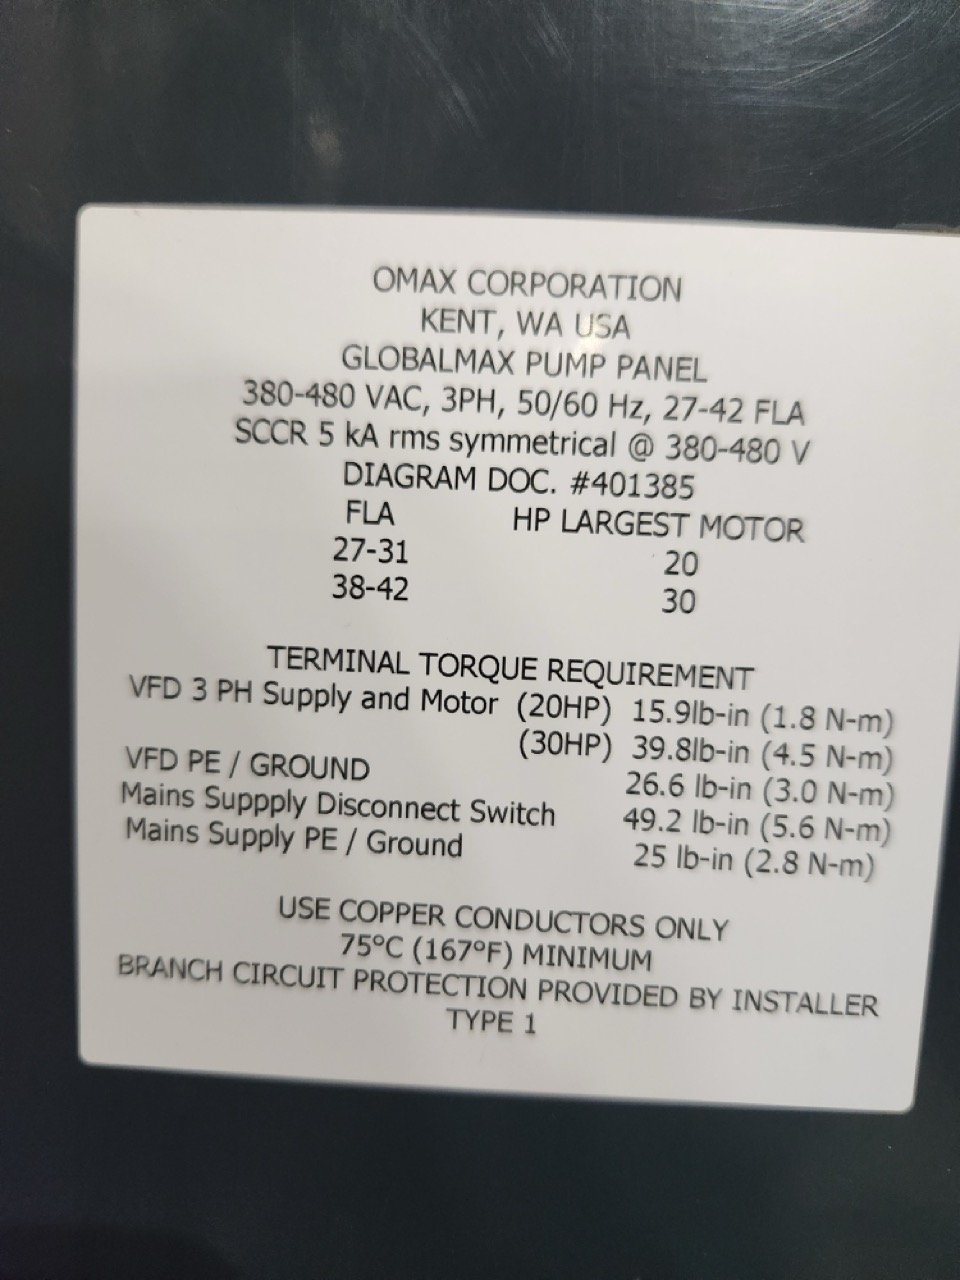 OMAX CORPORATION
KENT, WA USA
GLOBALMAX PUMP PANEL
380-480 VAC, 3PH, 50/60 Hz, 27-42 FLA
SCCR 5 kA rms symmetrical @ 380-480 V
DIAGRAM DOC. #401385
FLA HP LARGEST MOTOR
27-31 20
38-42 30
TERMINAL TORQUE REQUIREMENT
VFD 3 PH Supply and Motor (20HP) 15.9lb-in (1.8 N-m)
(30HP) 39.8lb-in (4.5 N-m)
VFD PE / GROUND 26.6 lb-in (3.0 N-m)
Mains Suppply Disconnect Switch 49.2 lb-in (5.6 N-m)
Mains Supply PE / Ground 25 lb-in (2.8 N-m)
USE COPPER CONDUCTORS ONLY
75°C (167°F) MINIMUM
BRANCH CIRCUIT PROTECTION PROVIDED BY INSTALLER
TYPE 1